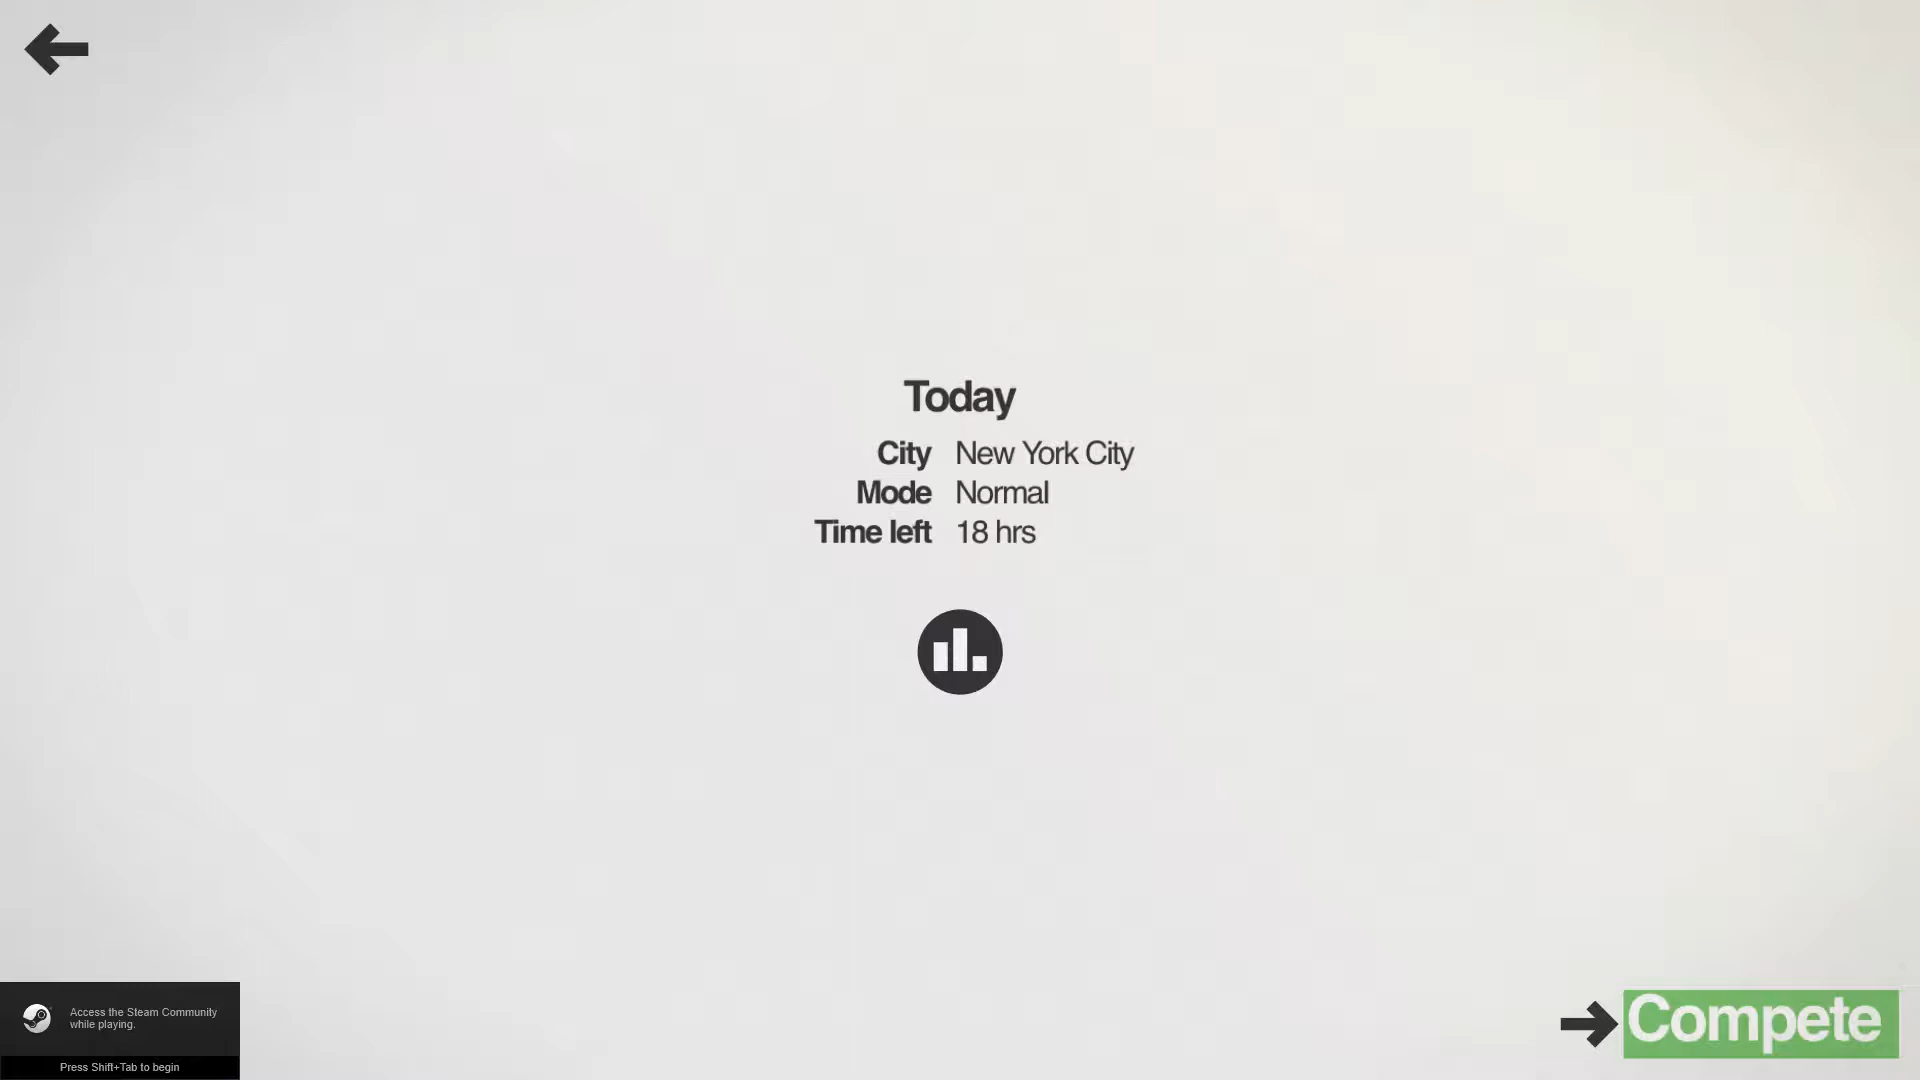 Today
City New York City
Mode Normal
Time left 18 hrs
Compete
Access the Steam Community
while playing.
Press Shift+Tab to begin